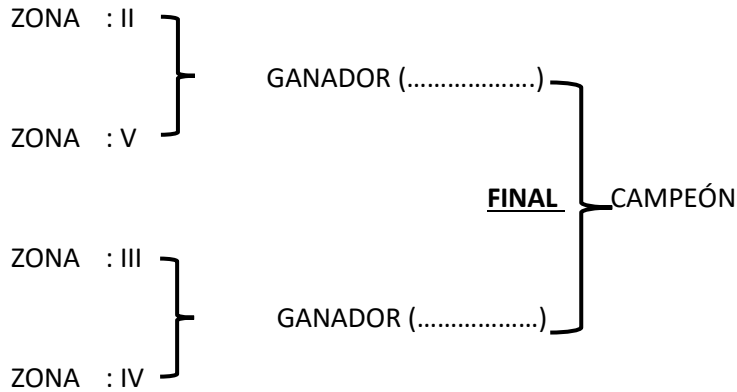 ZONA : II
GANADOR (………………….)
ZONA : V
FINAL CAMPEÓN
ZONA : III
GANADOR (………………)
ZONA : IV